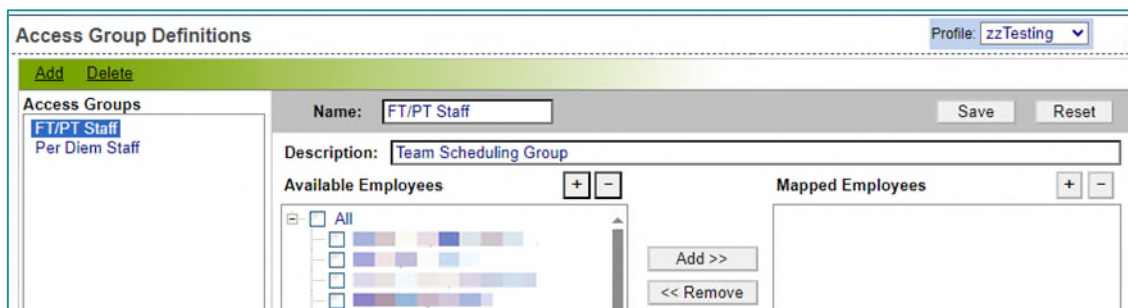 Access Group Definitions
Profile: zzTesting
Add Delete
Access Groups
FT/PT Staff
Per Diem Staff
Name: FT/PT Staff Save Reset
Description: Team Scheduling Group
Available Employees + −
Mapped Employees + −
All
Add >>
<< Remove